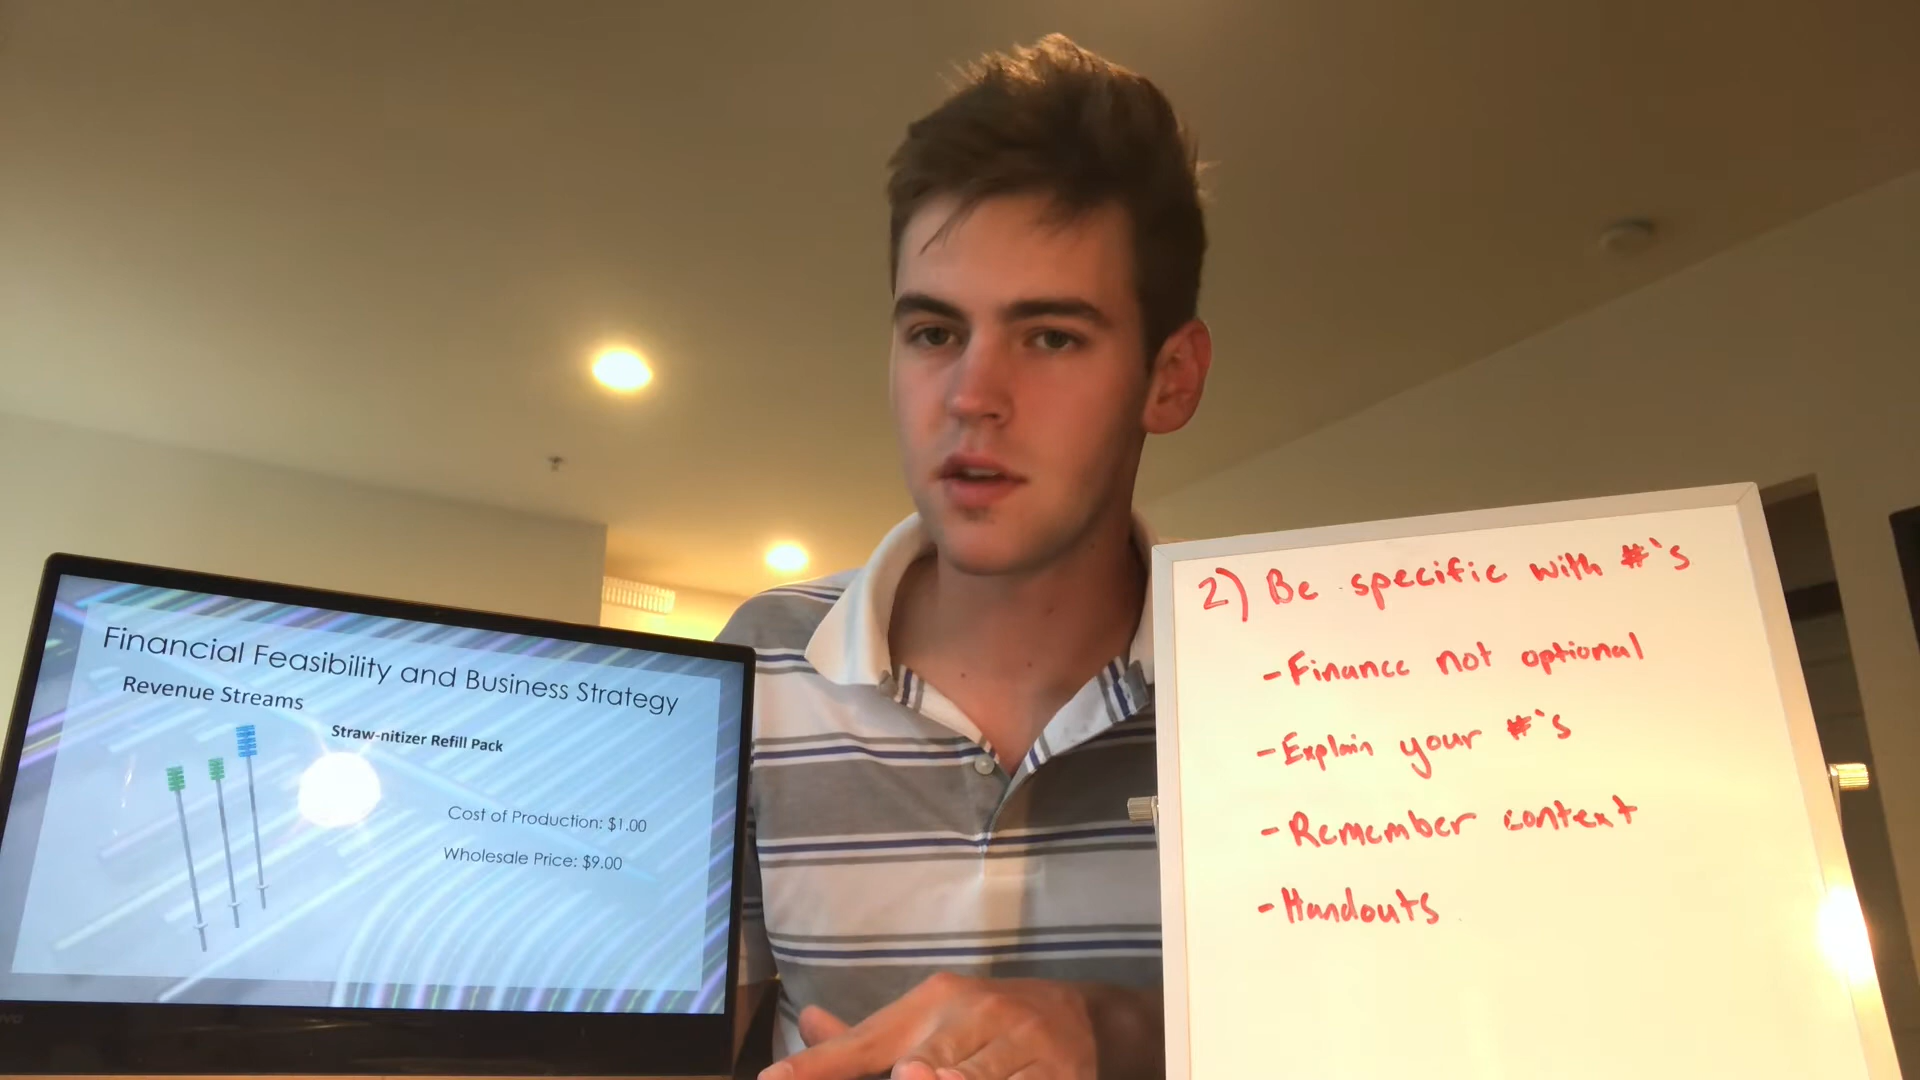 Financial Feasibility and Business Strategy
Revenue Streams
Straw-nitizer Refill Pack
Cost of Production: $1.00
Wholesale Price: $9.00
2) Be specific with #'s
-Finance not optional
-Explain your #'s
-Remember context
-Handouts